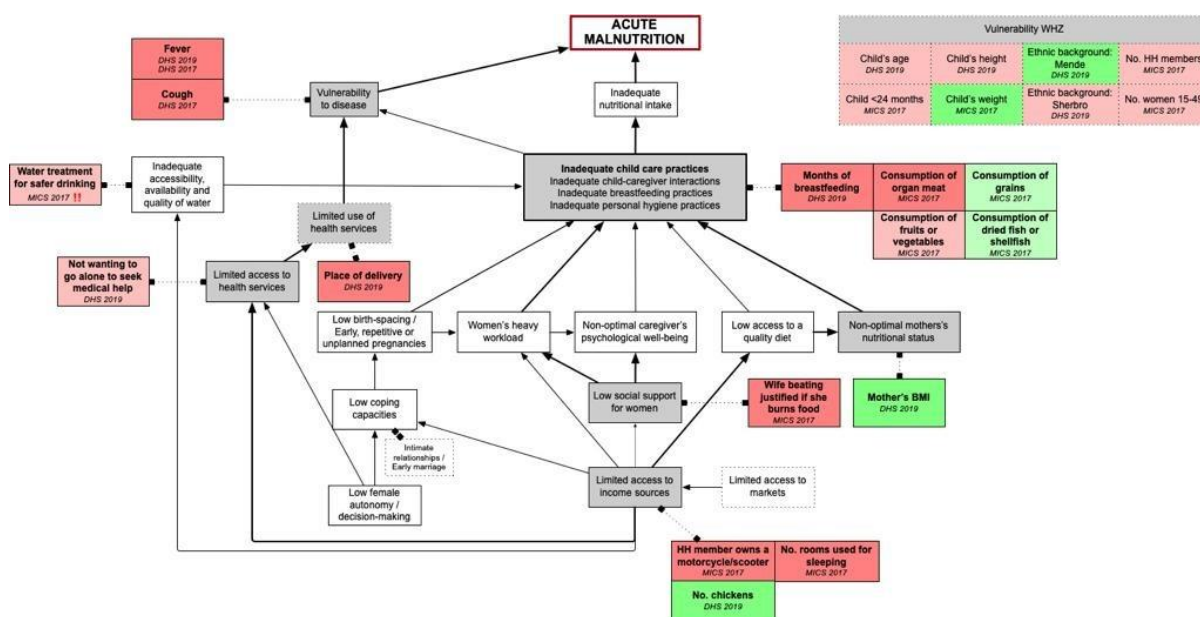 ACUTE
MALNUTRITION
Fever
DHS 2019
DHS 2017
Cough
DHS 2017
Vulnerability
to disease
Inadequate
nutritional intake
Vulnerability WHZ
Child's age
DHS 2019
Child's height
DHS 2019
Ethnic background:
Mende
DHS 2019
No. HH members
MICS 2017
Child <24 months
MICS 2017
Child's weight
MICS 2017
Ethnic background:
Sherbro
DHS 2019
No. women 15-49
MICS 2017
Water treatment
for safer drinking
MICS 2017 !!
Inadequate
accessibility,
availability and
quality of water
Inadequate child care practices
Inadequate child-caregiver interactions
Inadequate breastfeeding practices
Inadequate personal hygiene practices
Months of
breastfeeding
DHS 2019
Consumption of
organ meat
MICS 2017
Consumption of
grains
MICS 2017
Consumption of
fruits or
vegetables
MICS 2017
Consumption of
dried fish or
shellfish
MICS 2017
Limited use of
health services
Not wanting to
go alone to seek
medical help
DHS 2019
Limited access to
health services
Place of delivery
DHS 2019
Low birth-spacing /
Early, repetitive or
unplanned pregnancies
Women's heavy
workload
Non-optimal caregiver's
psychological well-being
Low access to a
quality diet
Non-optimal mothers's
nutritional status
Low coping
capacities
Low social support
for women
Wife beating
justified if she
burns food
MICS 2017
Mother's BMI
DHS 2019
Intimate
relationships /
Early marriage
Low female
autonomy /
decision-making
Limited access to
income sources
Limited access to
markets
HH member owns a
motorcycle/scooter
MICS 2017
No. rooms used for
sleeping
MICS 2017
No. chickens
DHS 2019